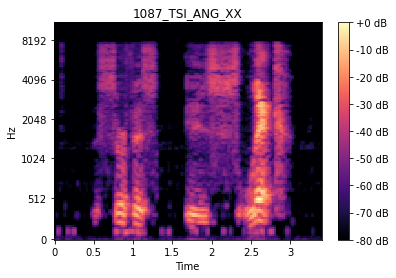 1087_TSI_ANG_XX
+0 dB
8192
-10 dB
4096
-20 dB
-30 dB
2048
Hz
-40 dB
1024
-50 dB
512
-60 dB
-70 dB
0
-80 dB
0 0.5 1 1.5 2 2.5 3
Time